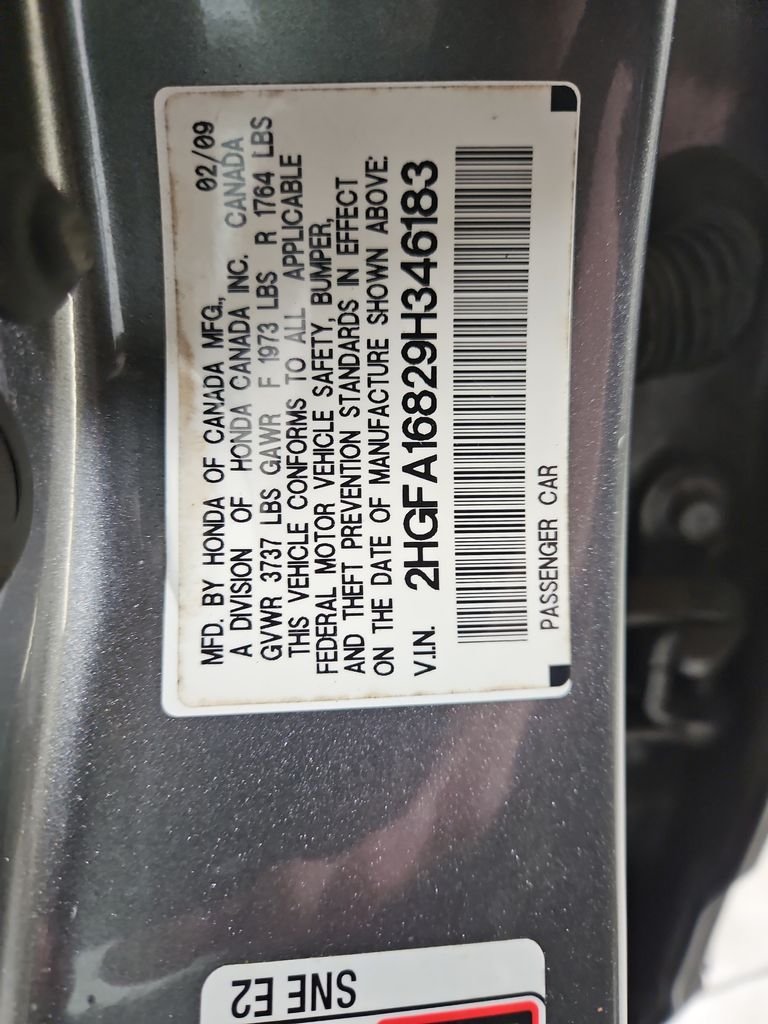 MFD. BY HONDA OF CANADA MFG., 02/09
A DIVISION OF HONDA CANADA INC. CANADA
GVWR 3737 LBS GAWR F 1973 LBS R 1764 LBS
THIS VEHICLE CONFORMS TO ALL APPLICABLE
FEDERAL MOTOR VEHICLE SAFETY, BUMPER,
AND THEFT PREVENTION STANDARDS IN EFFECT
ON THE DATE OF MANUFACTURE SHOWN ABOVE:
V.I.N. 2HGFA16829H346183
PASSENGER CAR
SNE E2